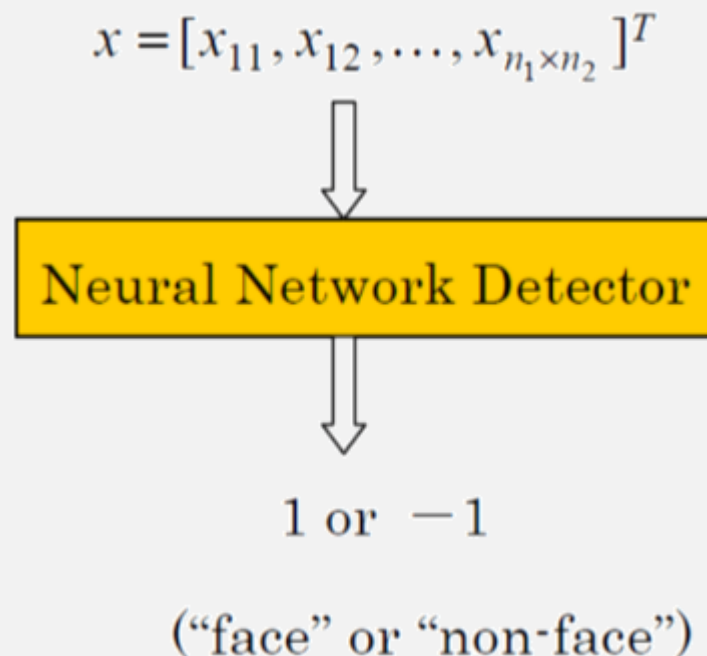 x = [x₁₁, x₁₂, …, xₙ₁×ₙ₂]ᵀ
Neural Network Detector
1 or −1
(“face” or “non-face”)